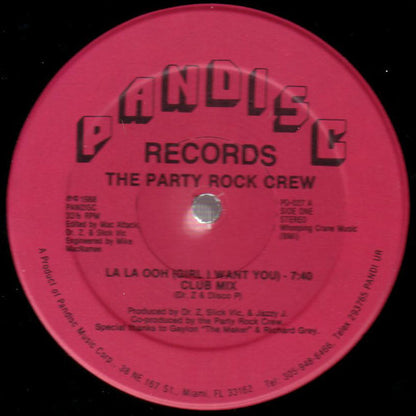 PANDISC
RECORDS
THE PARTY ROCK CREW
℗© 1988
PANDISC
33⅓ RPM
Edited by Mac Attack,
Dr. Z, & Slick Vic
Engineered by Mike
MacNamee
PD-027 A
SIDE ONE
STEREO
Whooping Crane Music
(BMI)
LA LA OOH (GIRL I WANT YOU) - 7:40
CLUB MIX
(Dr. Z & Disco P)
Produced by Dr. Z, Slick Vic, & Jazzy J.
Co-produced by the Party Rock Crew.
Special thanks to Gaylon "The Maker" & Richard Grey.
A Product of Pandisc Music Corp., 38 NE 167 St., Miami, FL 33162 Tel: 305-948-6466, Telex 293765 PANDI UR